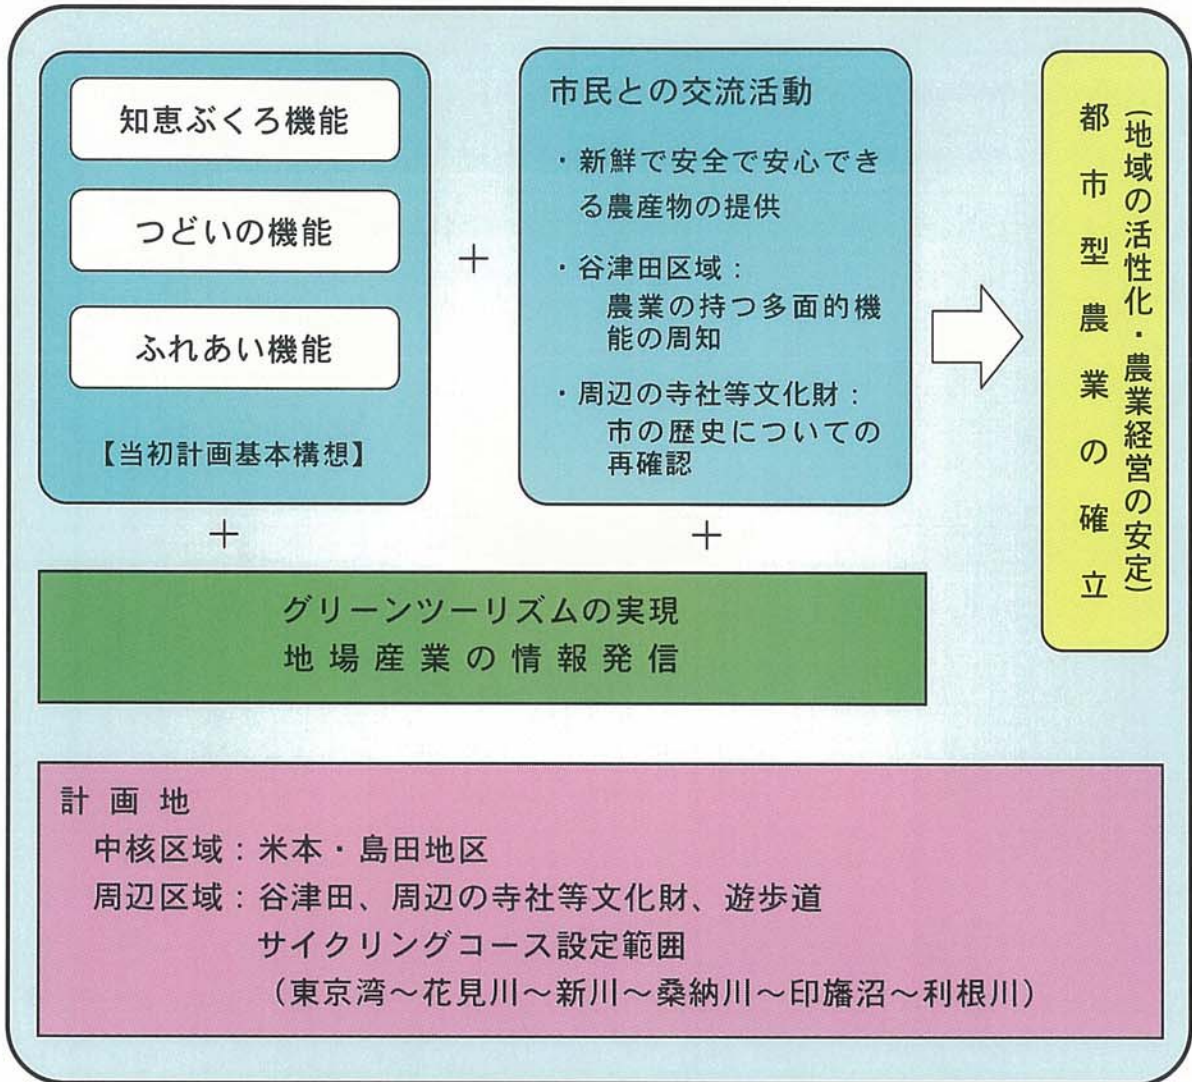 知恵ぶくろ機能
つどいの機能
ふれあい機能
【当初計画基本構想】
+
市民との交流活動
・新鮮で安全で安心でき
る農産物の提供
・谷津田区域：
農業の持つ多面的機
能の周知
・周辺の寺社等文化財：
市の歴史についての
再確認
都市型農業の確立
(地域の活性化・農業経営の安定)
+
+
グリーンツーリズムの実現
地場産業の情報発信
計画地
中核区域：米本・島田地区
周辺区域：谷津田、周辺の寺社等文化財、遊歩道
サイクリングコース設定範囲
（東京湾～花見川～新川～桑納川～印旛沼～利根川）